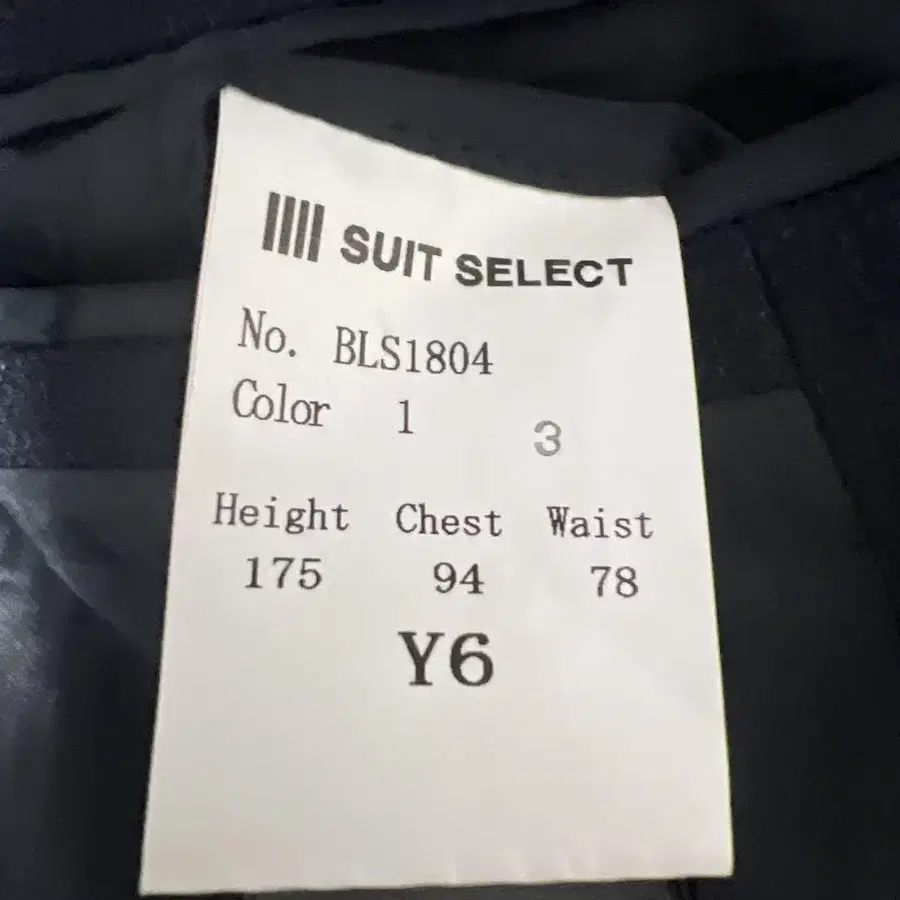 SUIT SELECT
No. BLS1804
Color 1 3
Height Chest Waist
175 94 78
Y6